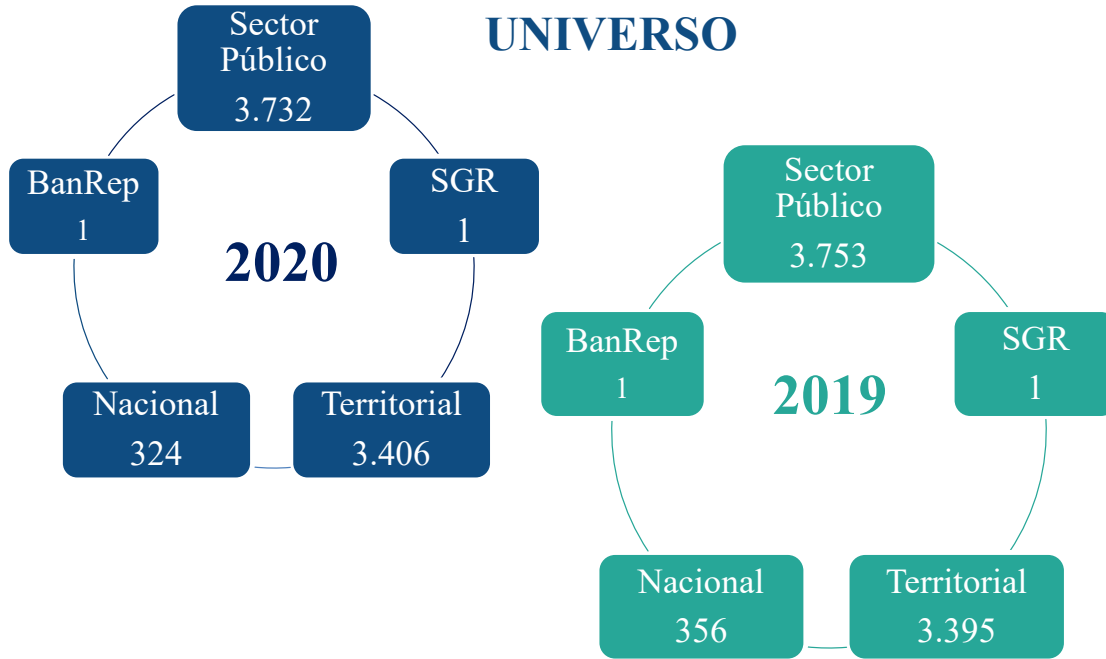 UNIVERSO
Sector
Público
3.732
BanRep
1
SGR
1
2020
Nacional
324
Territorial
3.406
Sector
Público
3.753
BanRep
1
SGR
1
2019
Nacional
356
Territorial
3.395